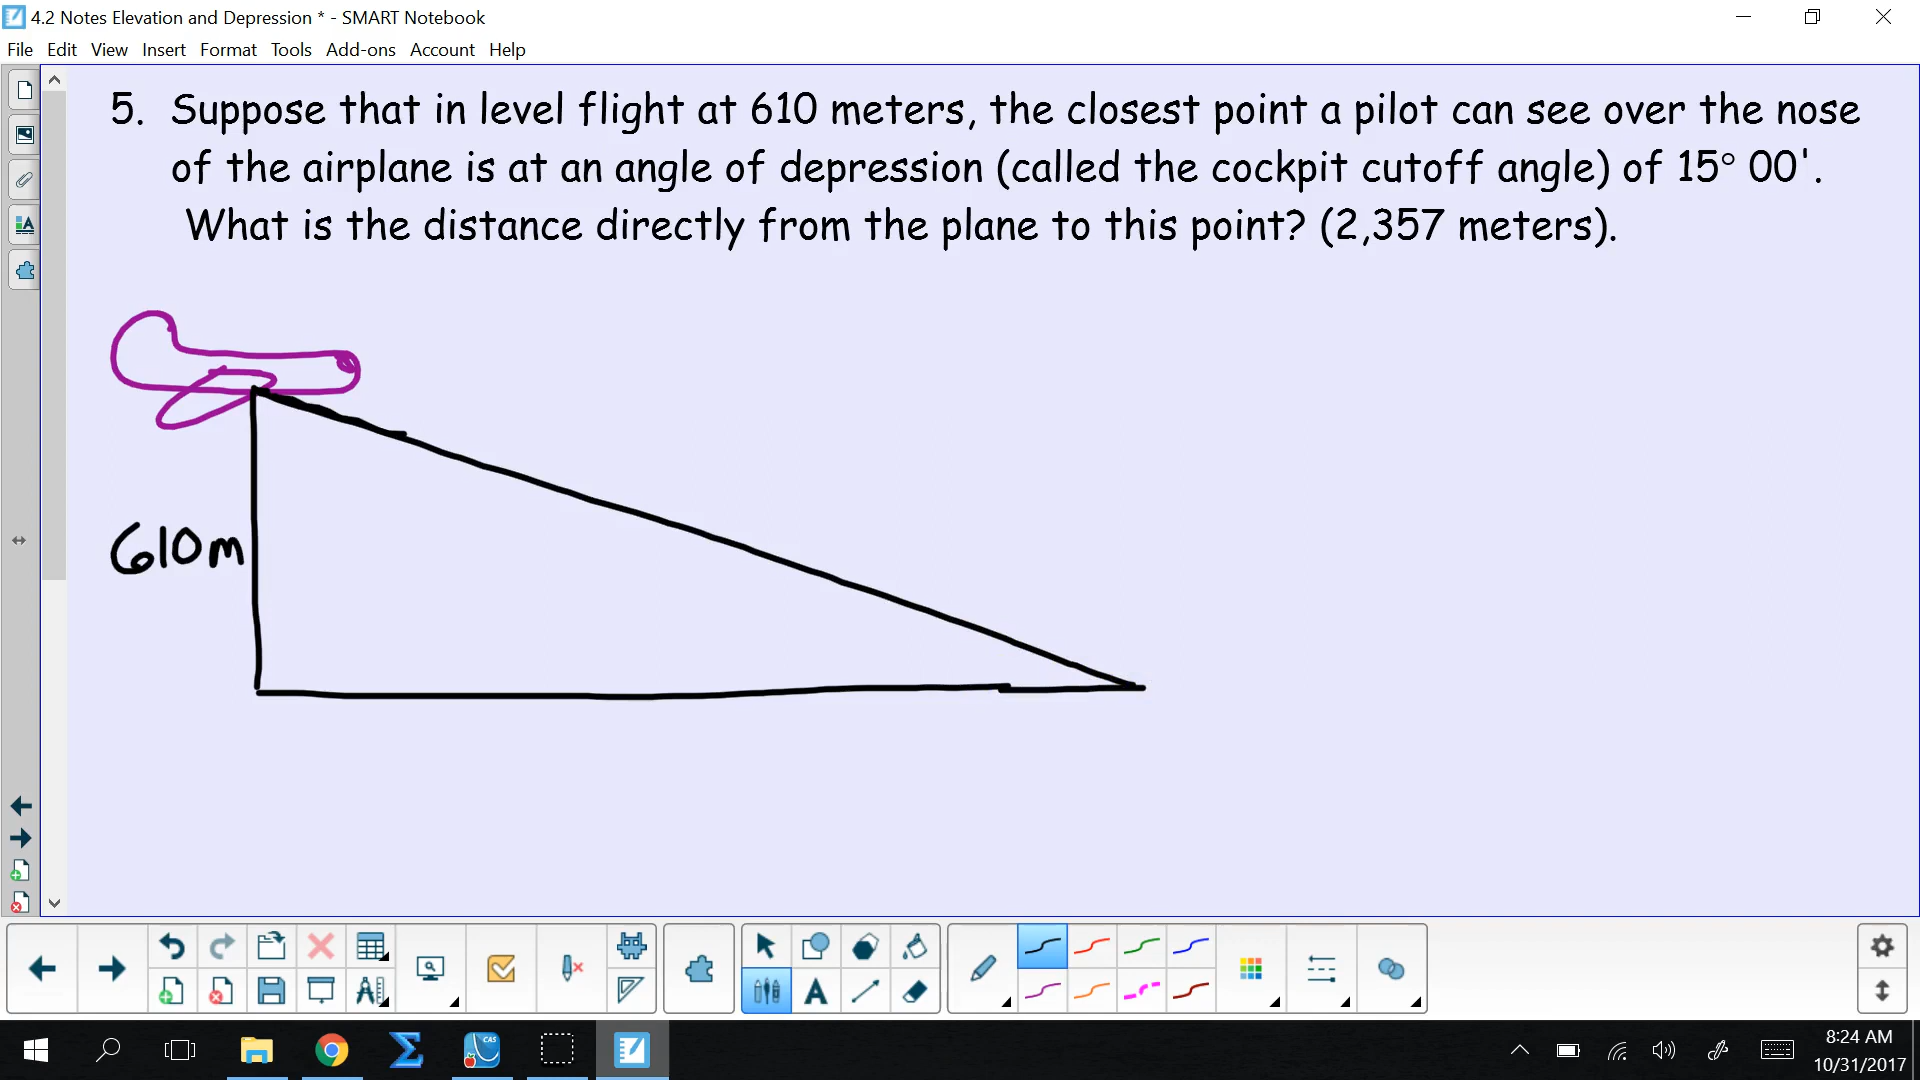 4.2 Notes Elevation and Depression * - SMART Notebook
File Edit View Insert Format Tools Add-ons Account Help
5. Suppose that in level flight at 610 meters, the closest point a pilot can see over the nose
of the airplane is at an angle of depression (called the cockpit cutoff angle) of 15° 00'.
What is the distance directly from the plane to this point? (2,357 meters).
610m
A
CAS
8:24 AM
10/31/2017